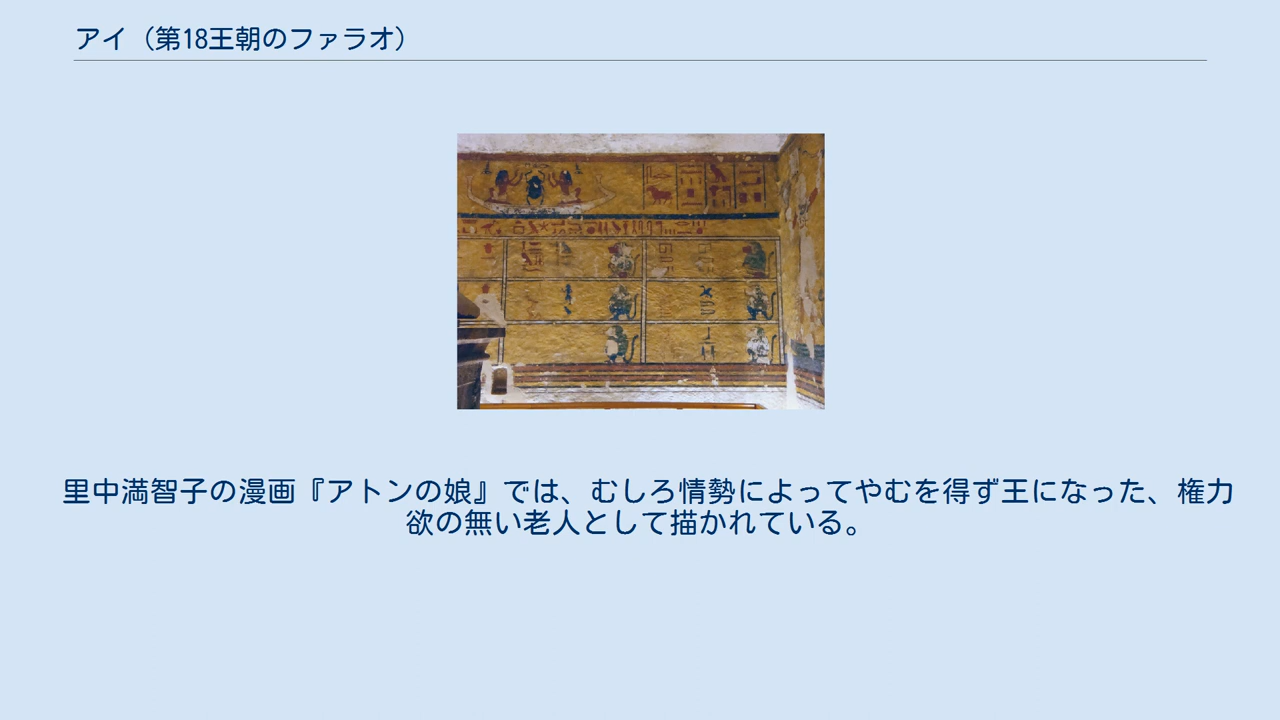 アイ（第18王朝のファラオ）
里中満智子の漫画『アトンの娘』では、むしろ情勢によってやむを得ず王になった、権力
欲の無い老人として描かれている。